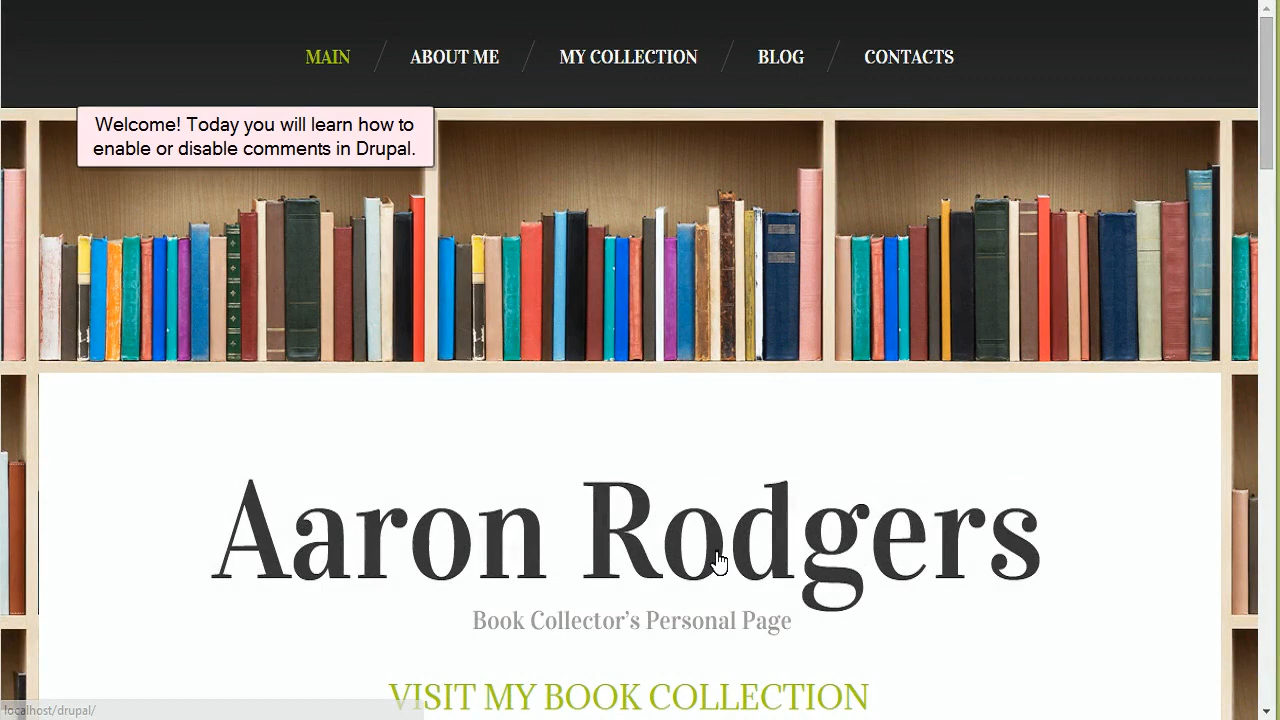 MAIN
ABOUT ME
MY COLLECTION
BLOG
CONTACTS
Welcome! Today you will learn how to
enable or disable comments in Drupal.
Aaron Rodgers
Book Collector’s Personal Page
VISIT MY BOOK COLLECTION
localhost/drupal/